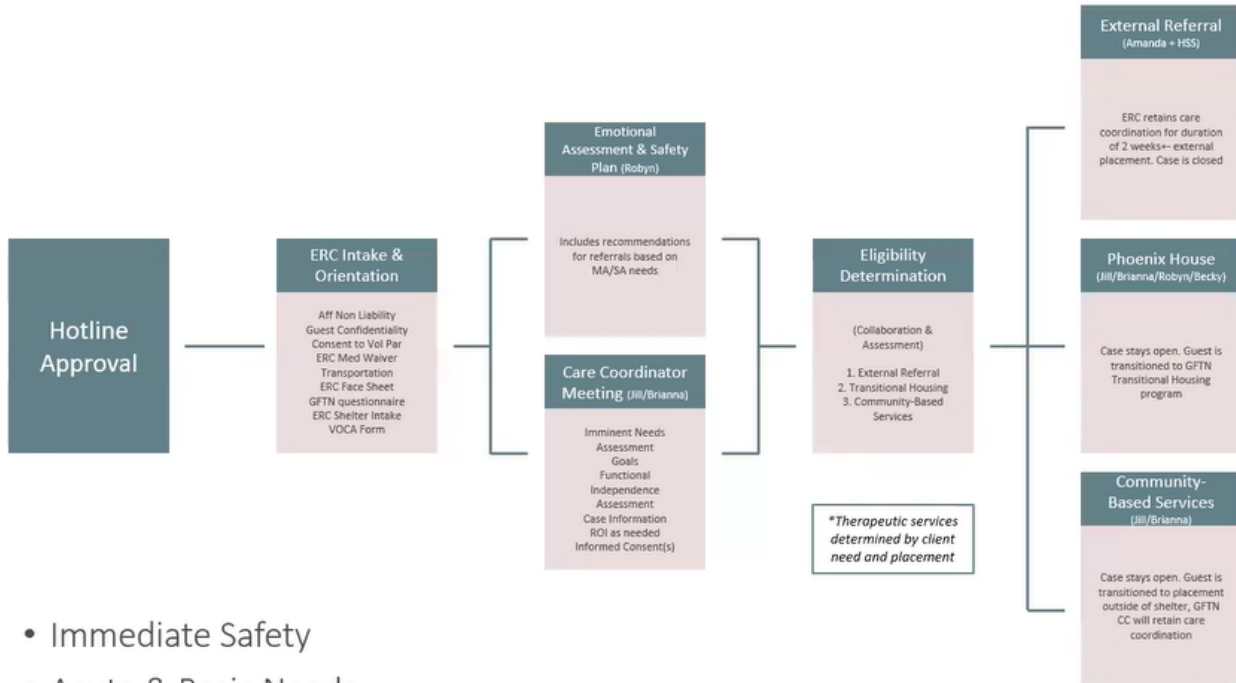 Hotline
Approval
ERC Intake &
Orientation
Aff Non Liability
Guest Confidentiality
Consent to Vol Par
ERC Med Waiver
Transportation
ERC Face Sheet
GFTN questionnaire
ERC Shelter Intake
VOCA Form
Emotional
Assessment & Safety
Plan (Robyn)
Includes recommendations
for referrals based on
MA/SA needs
Care Coordinator
Meeting (Jill/Brianna)
Imminent Needs
Assessment
Goals
Functional
Independence
Assessment
Case Information
ROI as needed
Informed Consent(s)
Eligibility
Determination
(Collaboration &
Assessment)
1. External Referral
2. Transitional Housing
3. Community-Based
Services
*Therapeutic services
determined by client
need and placement
External Referral
(Amanda + HSS)
ERC retains care
coordination for duration
of 2 weeks+- external
placement. Case is closed
Phoenix House
(Jill/Brianna/Robyn/Becky)
Case stays open. Guest is
transitioned to GFTN
Transitional Housing
program
Community-
Based Services
(Jill/Brianna)
Case stays open. Guest is
transitioned to placement
outside of shelter, GFTN
CC will retain care
coordination
• Immediate Safety